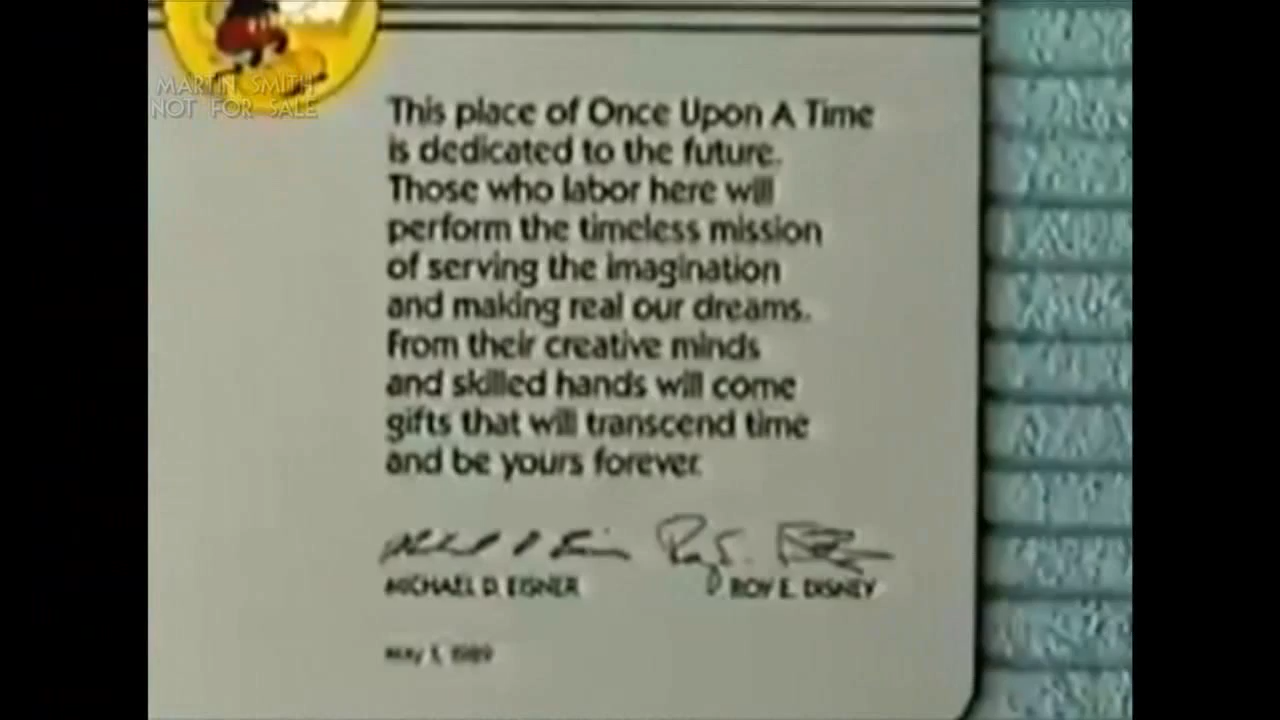 MARTIN SMITH
NOT FOR SALE
This place of Once Upon A Time
is dedicated to the future.
Those who labor here will
perform the timeless mission
of serving the imagination
and making real our dreams.
From their creative minds
and skilled hands will come
gifts that will transcend time
and be yours forever.
MICHAEL D. EISNER ROY E. DISNEY
May 1, 1989